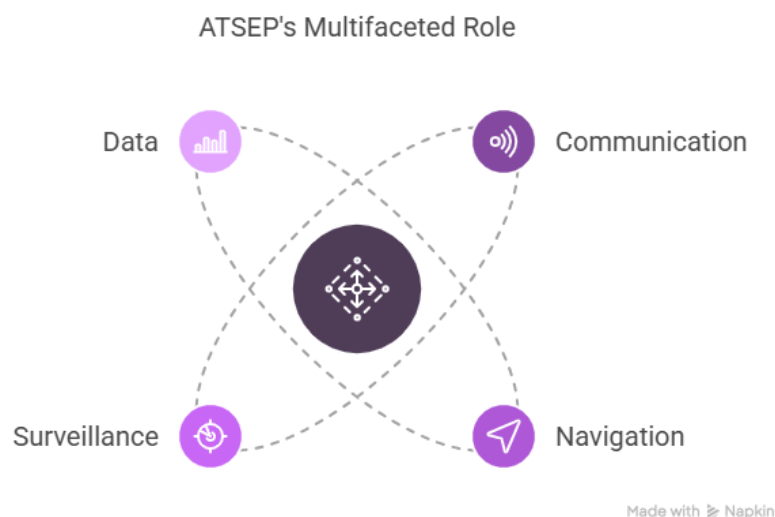 ATSEP's Multifaceted Role
Data
Communication
Surveillance
Navigation
Made with Napkin